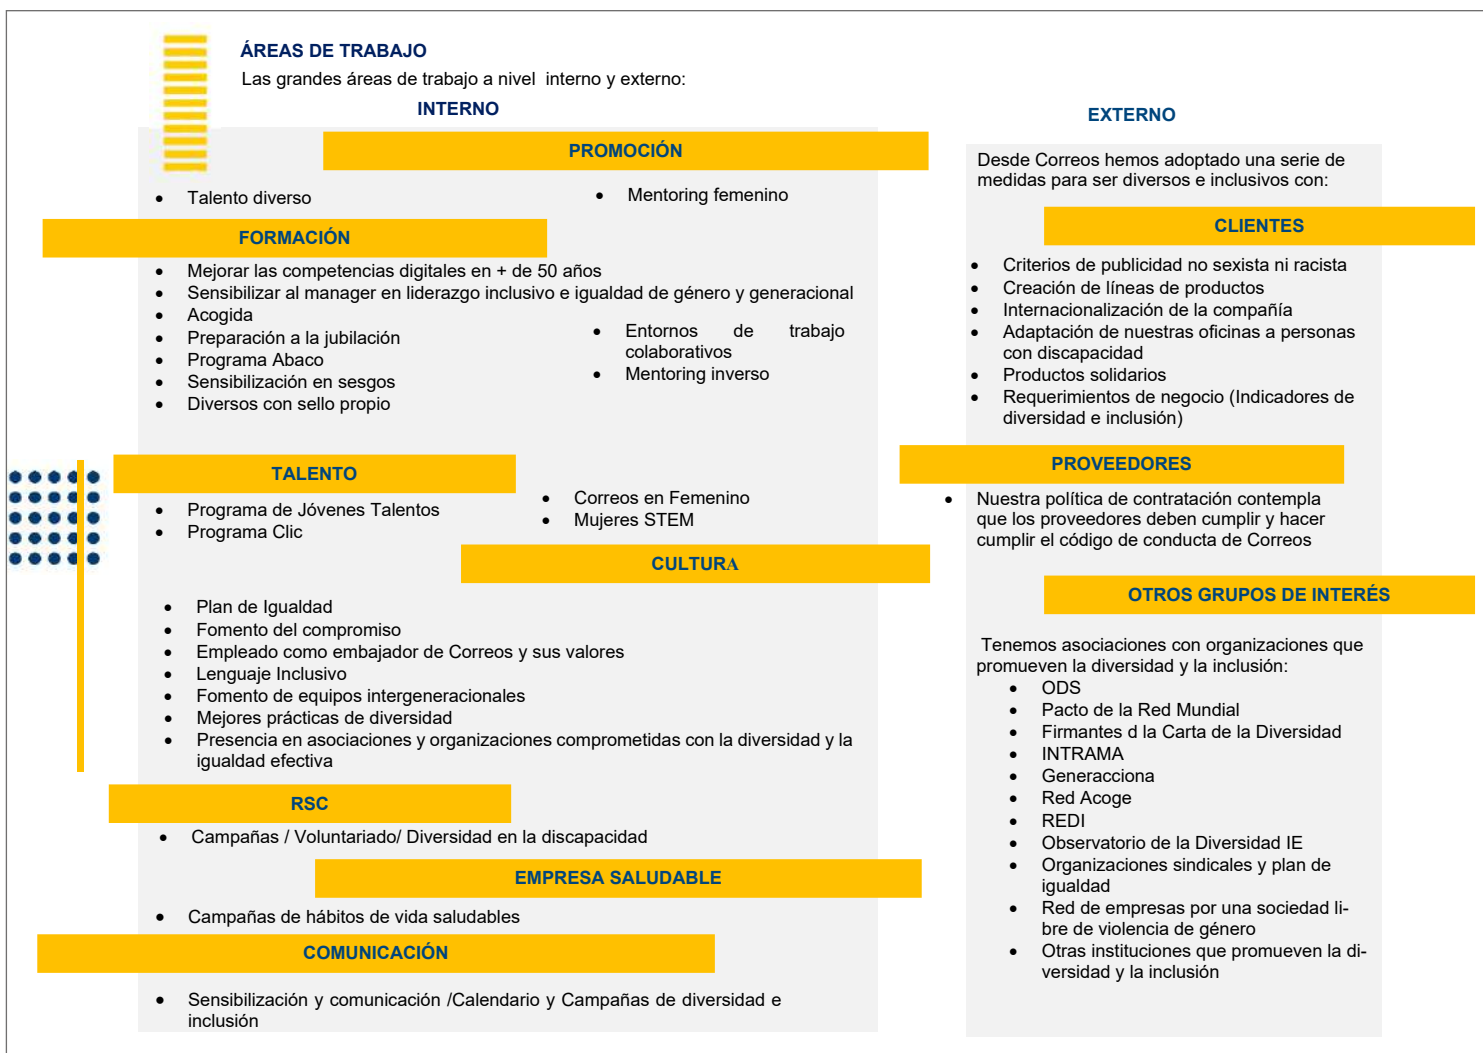 ÁREAS DE TRABAJO
Las grandes áreas de trabajo a nivel interno y externo:
INTERNO
PROMOCIÓN
• Talento diverso
• Mentoring femenino
FORMACIÓN
• Mejorar las competencias digitales en + de 50 años
• Sensibilizar al manager en liderazgo inclusivo e igualdad de género y generacional
• Acogida
• Preparación a la jubilación
• Programa Abaco
• Sensibilización en sesgos
• Diversos con sello propio
• Entornos de trabajo
colaborativos
• Mentoring inverso
TALENTO
• Programa de Jóvenes Talentos
• Programa Clic
• Correos en Femenino
• Mujeres STEM
CULTURA
• Plan de Igualdad
• Fomento del compromiso
• Empleado como embajador de Correos y sus valores
• Lenguaje Inclusivo
• Fomento de equipos intergeneracionales
• Mejores prácticas de diversidad
• Presencia en asociaciones y organizaciones comprometidas con la diversidad y la
igualdad efectiva
RSC
• Campañas / Voluntariado/ Diversidad en la discapacidad
EMPRESA SALUDABLE
• Campañas de hábitos de vida saludables
COMUNICACIÓN
• Sensibilización y comunicación /Calendario y Campañas de diversidad e
inclusión
EXTERNO
Desde Correos hemos adoptado una serie de
medidas para ser diversos e inclusivos con:
CLIENTES
• Criterios de publicidad no sexista ni racista
• Creación de líneas de productos
• Internacionalización de la compañía
• Adaptación de nuestras oficinas a personas
con discapacidad
• Productos solidarios
• Requerimientos de negocio (Indicadores de
diversidad e inclusión)
PROVEEDORES
• Nuestra política de contratación contempla
que los proveedores deben cumplir y hacer
cumplir el código de conducta de Correos
OTROS GRUPOS DE INTERÉS
Tenemos asociaciones con organizaciones que
promueven la diversidad y la inclusión:
• ODS
• Pacto de la Red Mundial
• Firmantes d la Carta de la Diversidad
• INTRAMA
• Generacciona
• Red Acoge
• REDI
• Observatorio de la Diversidad IE
• Organizaciones sindicales y plan de
igualdad
• Red de empresas por una sociedad li-
bre de violencia de género
• Otras instituciones que promueven la di-
versidad y la inclusión